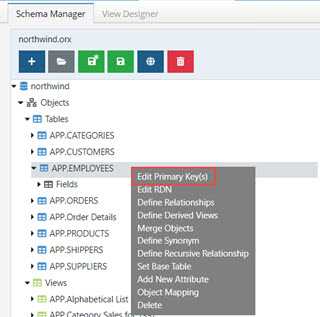 Schema Manager
View Designer
northwind.orx
northwind
Objects
Tables
APP.CATEGORIES
APP.CUSTOMERS
APP.EMPLOYEES
Fields
APP.ORDERS
APP.Order Details
APP.PRODUCTS
APP.SHIPPERS
APP.SUPPLIERS
Views
APP.Alphabetical List
APP.Category Sales for
Edit Primary Key(s)
Edit RDN
Define Relationships
Define Derived Views
Merge Objects
Define Synonym
Define Recursive Relationship
Set Base Table
Add New Attribute
Object Mapping
Delete